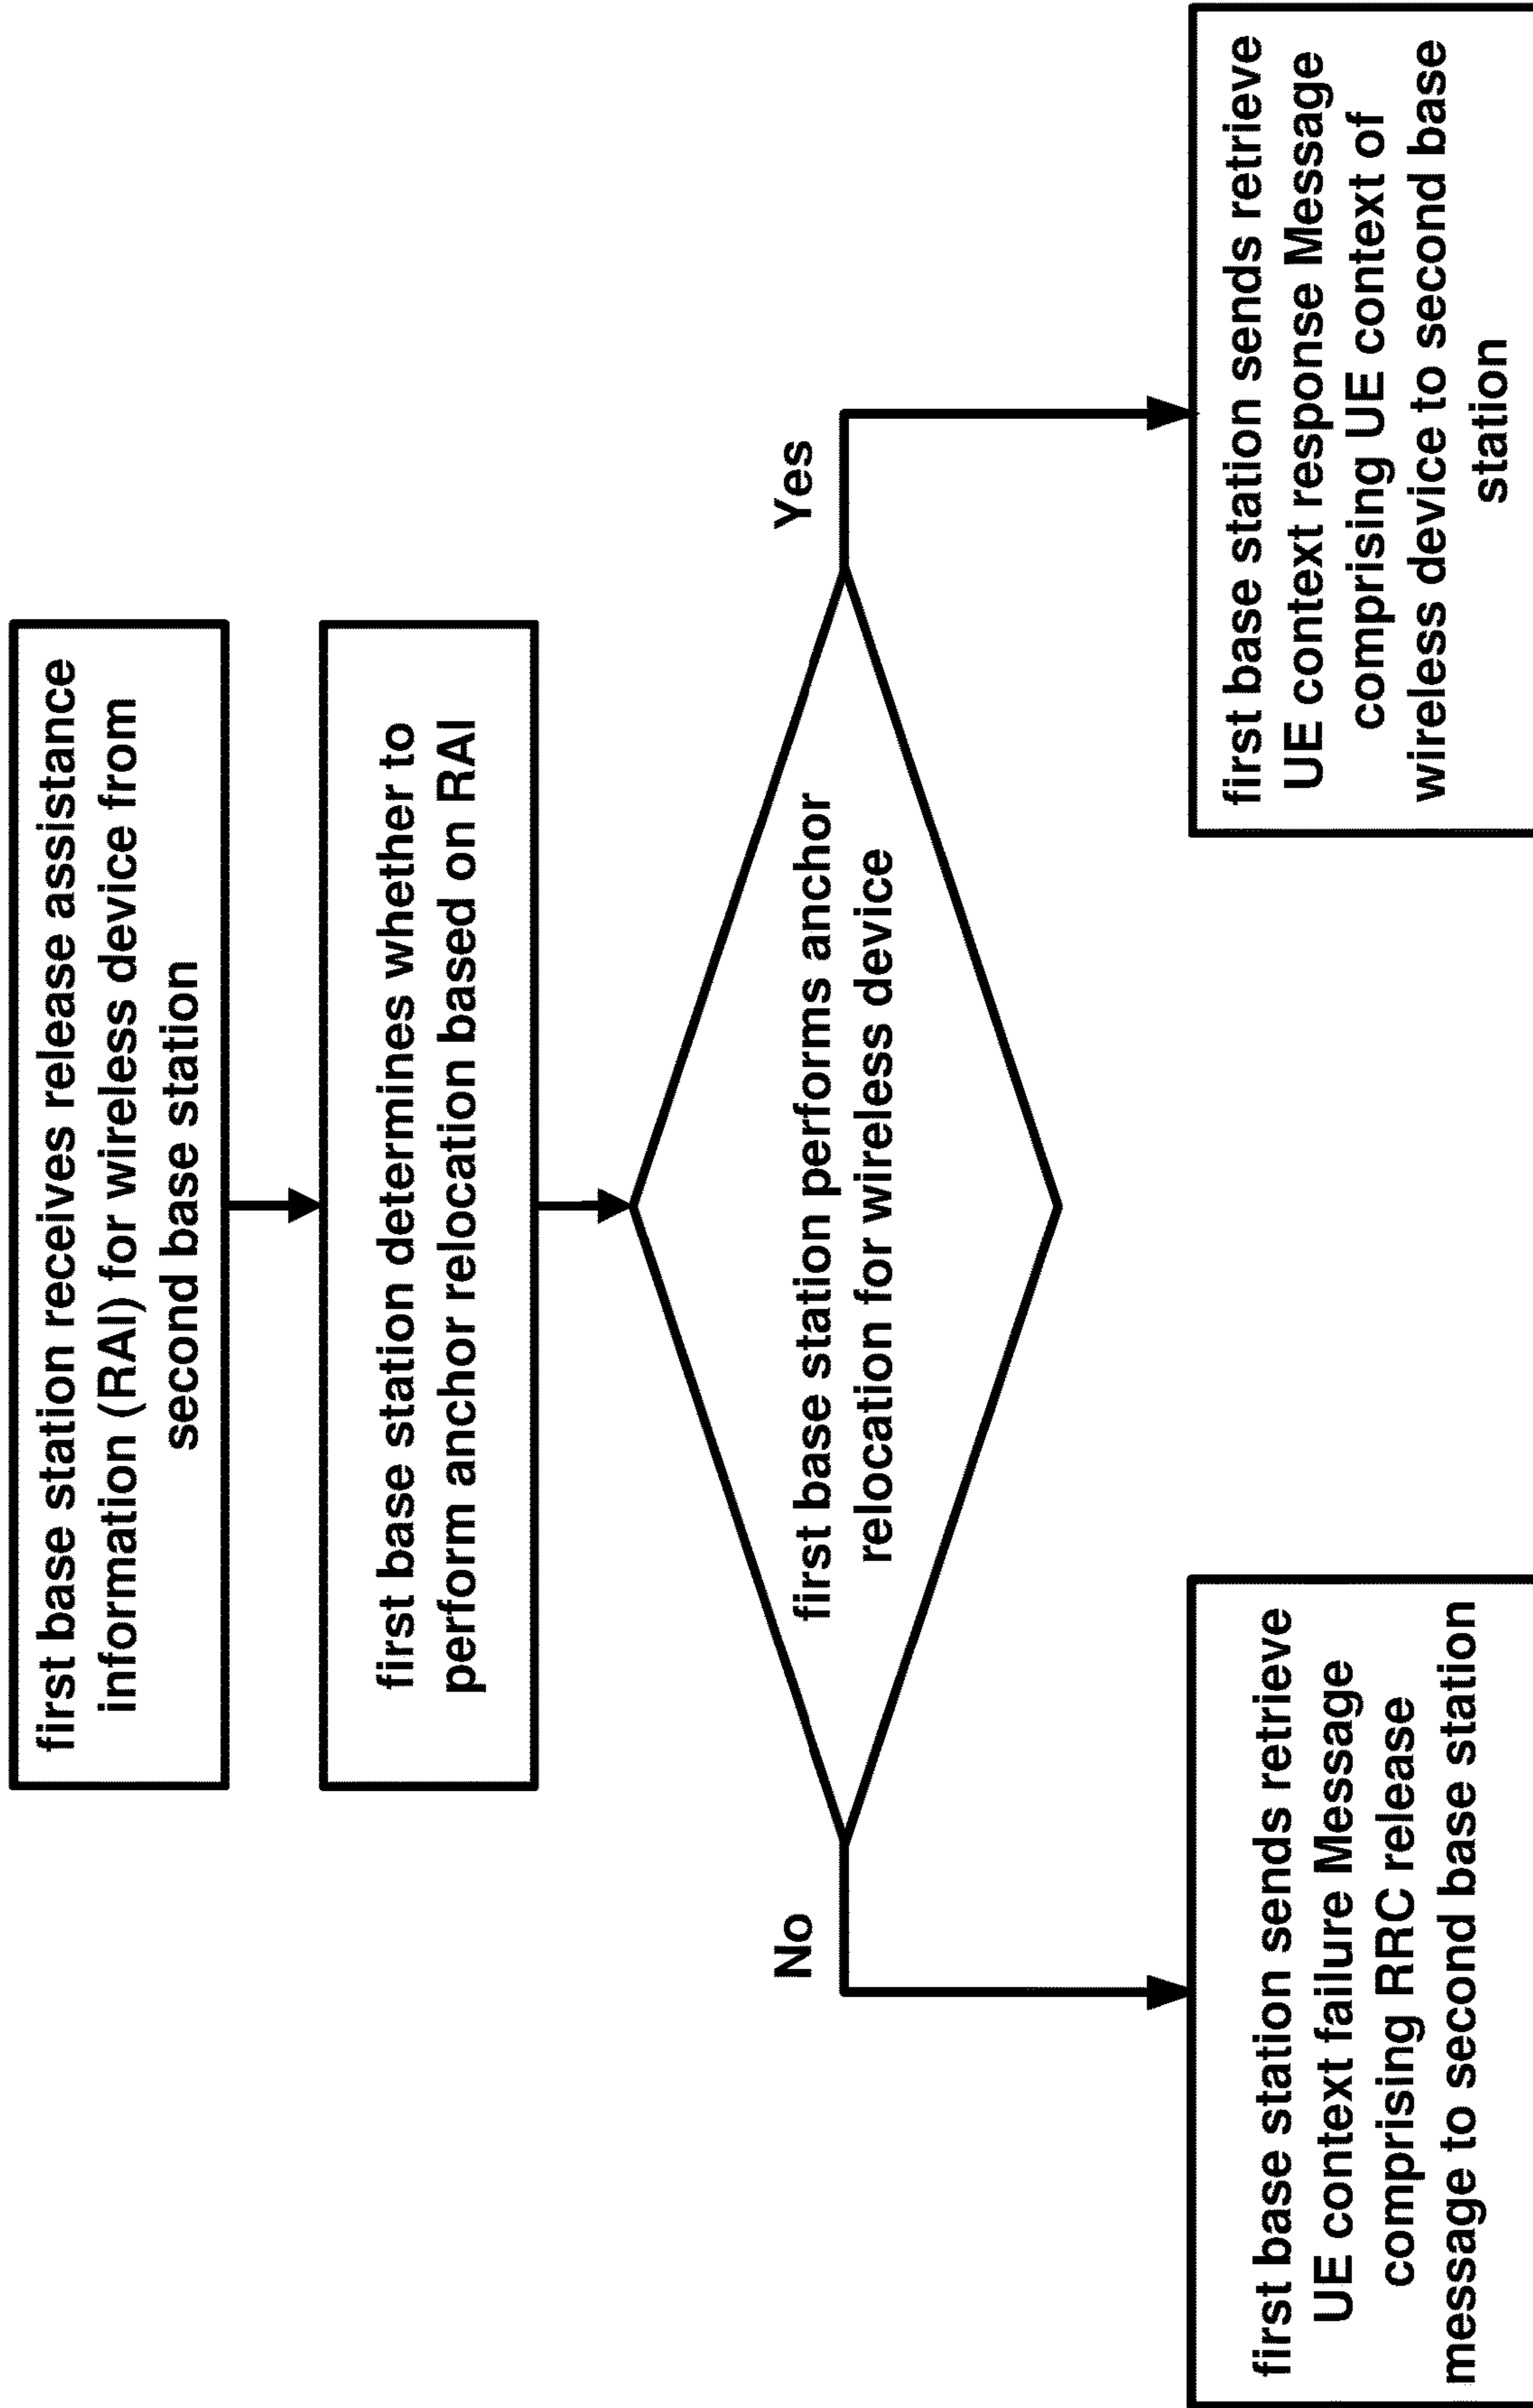 first base station receives release assistance
information (RAI) for wireless device from
second base station
first base station determines whether to
perform anchor relocation based on RAI
first base station performs anchor
relocation for wireless device
No
Yes
first base station sends retrieve
UE context failure Message
comprising RRC release
message to second base station
first base station sends retrieve
UE context response Message
comprising UE context of
wireless device to second base
station